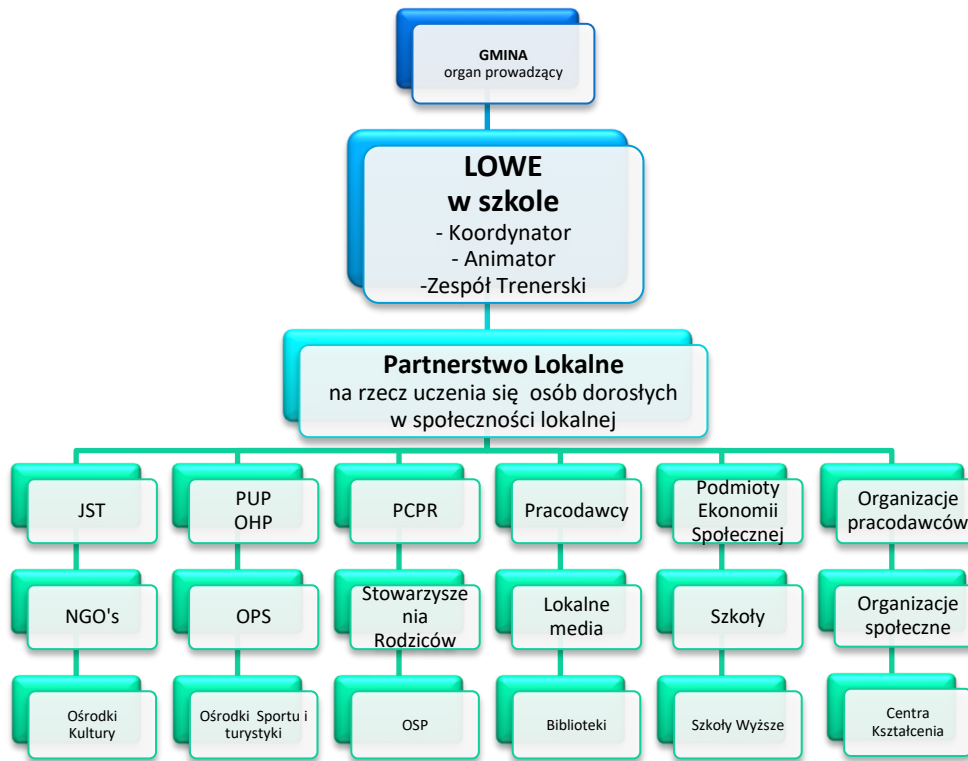 GMINA
organ prowadzący
LOWE
w szkole
- Koordynator
- Animator
-Zespół Trenerski
Partnerstwo Lokalne
na rzecz uczenia się osób dorosłych
w społeczności lokalnej
JST
PUP
OHP
PCPR
Pracodawcy
Podmioty
Ekonomii
Społecznej
Organizacje
pracodawców
NGO's
OPS
Stowarzysze
nia
Rodziców
Lokalne
media
Szkoły
Organizacje
społeczne
Ośrodki
Kultury
Ośrodki Sportu i
turystyki
OSP
Biblioteki
Szkoły Wyższe
Centra
Kształcenia